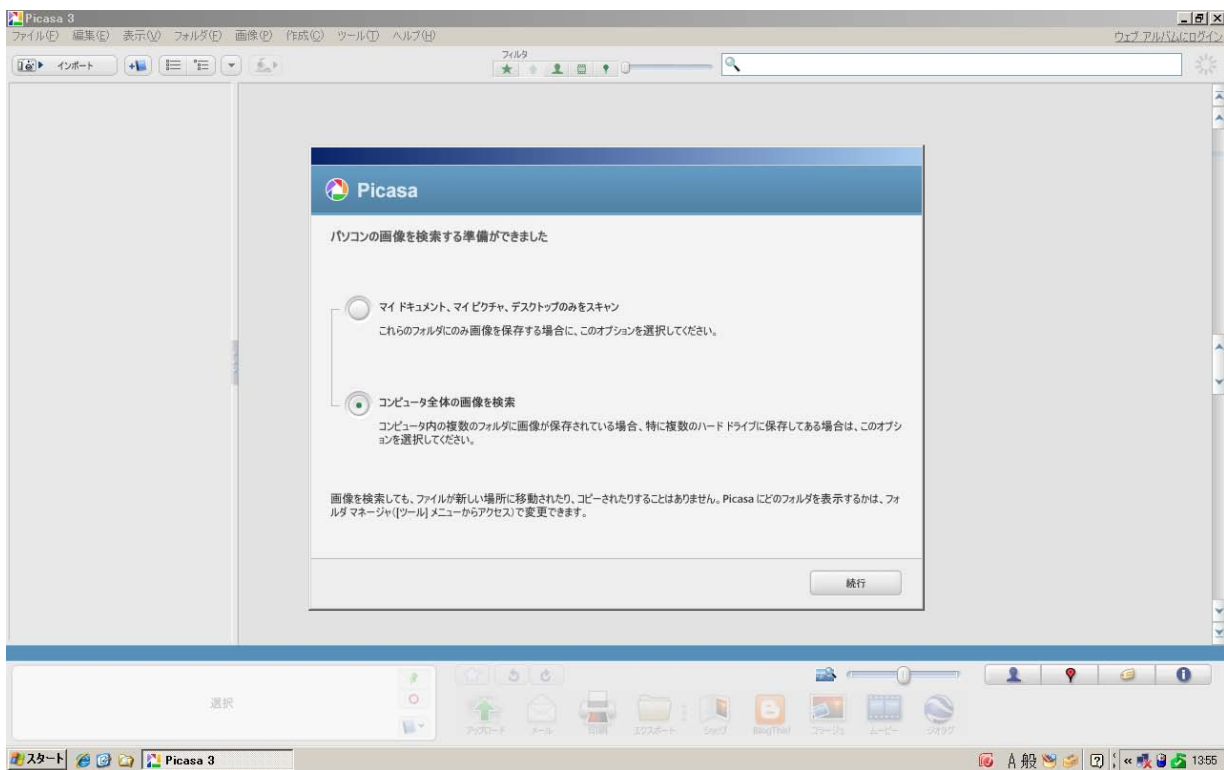 Picasa 3
ファイル(F) 編集(E) 表示(V) フォルダ(F) 画像(P) 作成(C) ツール(T) ヘルプ(H)
ウェブ アルバムにログイン
インポート
フィルタ
Picasa
パソコンの画像を検索する準備ができました
マイ ドキュメント、マイ ピクチャ、デスクトップのみをスキャン
これらのフォルダにのみ画像を保存する場合に、このオプションを選択してください。
コンピュータ全体の画像を検索
コンピュータ内の複数のフォルダに画像が保存されている場合、特に複数のハード ドライブに保存してある場合は、このオプシ
ョンを選択してください。
画像を検索しても、ファイルが新しい場所に移動されたり、コピーされたりすることはありません。Picasa にどのフォルダを表示するかは、フォ
ルダ マネージャ([ツール] メニューからアクセス)で変更できます。
続行
選択
アップロード メール 印刷 エクスポート ショップ BlogThis! コラージュ ムービー ジオタグ
スタート Picasa 3 A 般 13:55